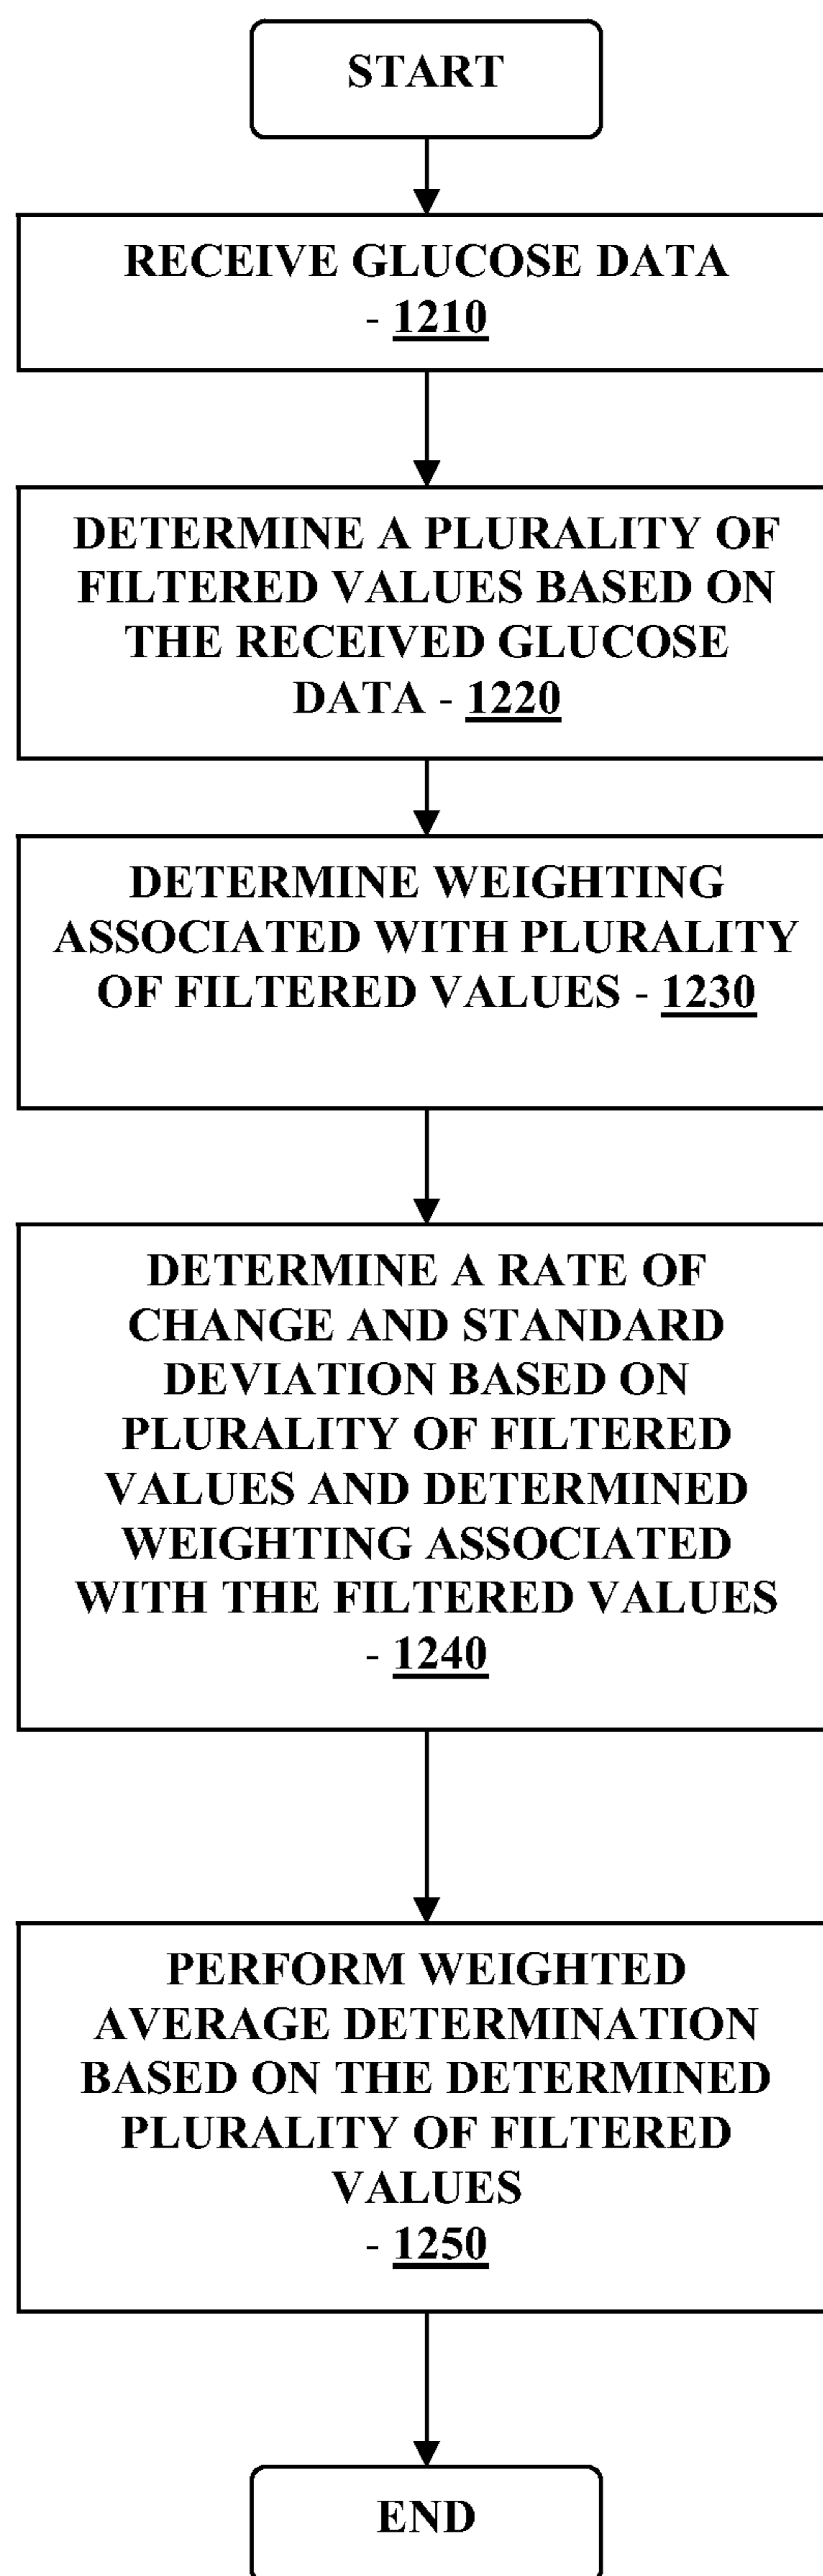 START
RECEIVE GLUCOSE DATA
- 1210
DETERMINE A PLURALITY OF
FILTERED VALUES BASED ON
THE RECEIVED GLUCOSE
DATA - 1220
DETERMINE WEIGHTING
ASSOCIATED WITH PLURALITY
OF FILTERED VALUES - 1230
DETERMINE A RATE OF
CHANGE AND STANDARD
DEVIATION BASED ON
PLURALITY OF FILTERED
VALUES AND DETERMINED
WEIGHTING ASSOCIATED
WITH THE FILTERED VALUES
- 1240
PERFORM WEIGHTED
AVERAGE DETERMINATION
BASED ON THE DETERMINED
PLURALITY OF FILTERED
VALUES
- 1250
END